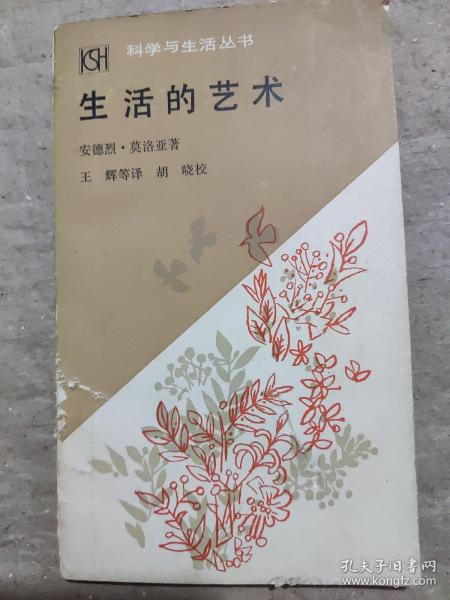 KSH 科学与生活丛书
生活的艺术
安德烈·莫洛亚著
王 辉等译 胡 晓校
孔夫子旧书网
www.kongfz.com